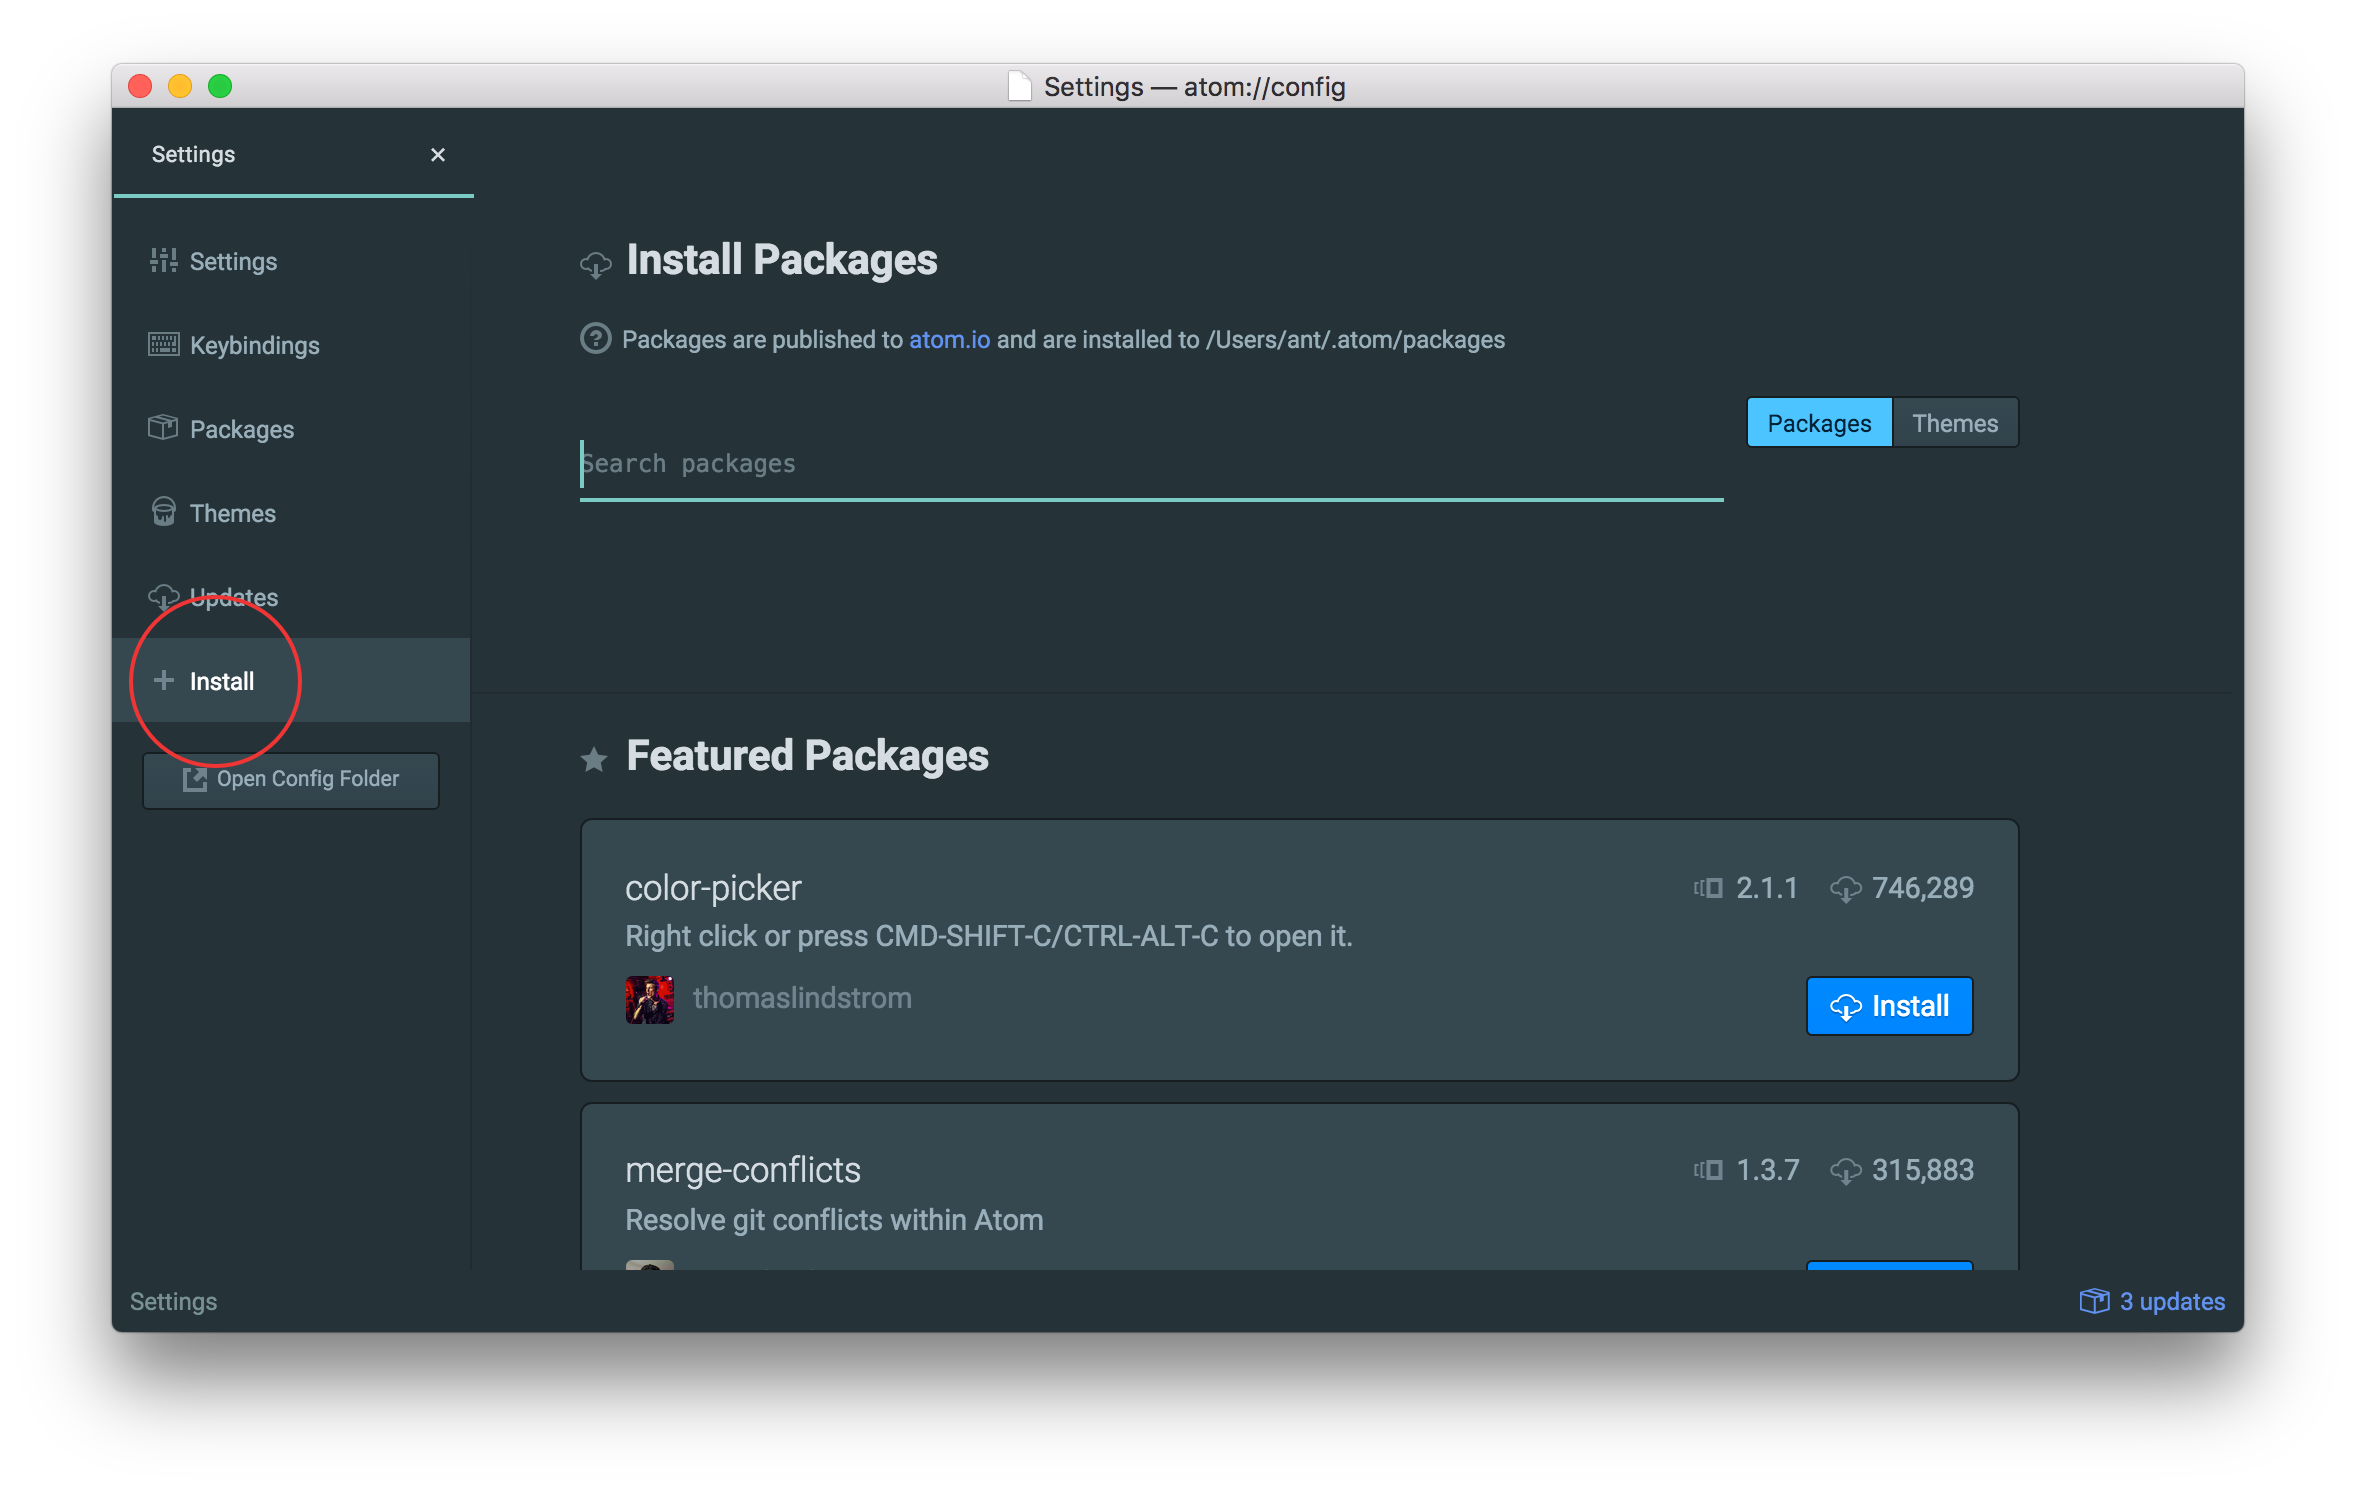 Settings — atom://config
Settings
Settings
Keybindings
Packages
Themes
Updates
Install
Open Config Folder
Install Packages
Packages are published to atom.io and are installed to /Users/ant/.atom/packages
Search packages
Packages Themes
Featured Packages
color-picker 2.1.1 746,289
Right click or press CMD-SHIFT-C/CTRL-ALT-C to open it.
thomaslindstrom Install
merge-conflicts 1.3.7 315,883
Resolve git conflicts within Atom
Settings 3 updates